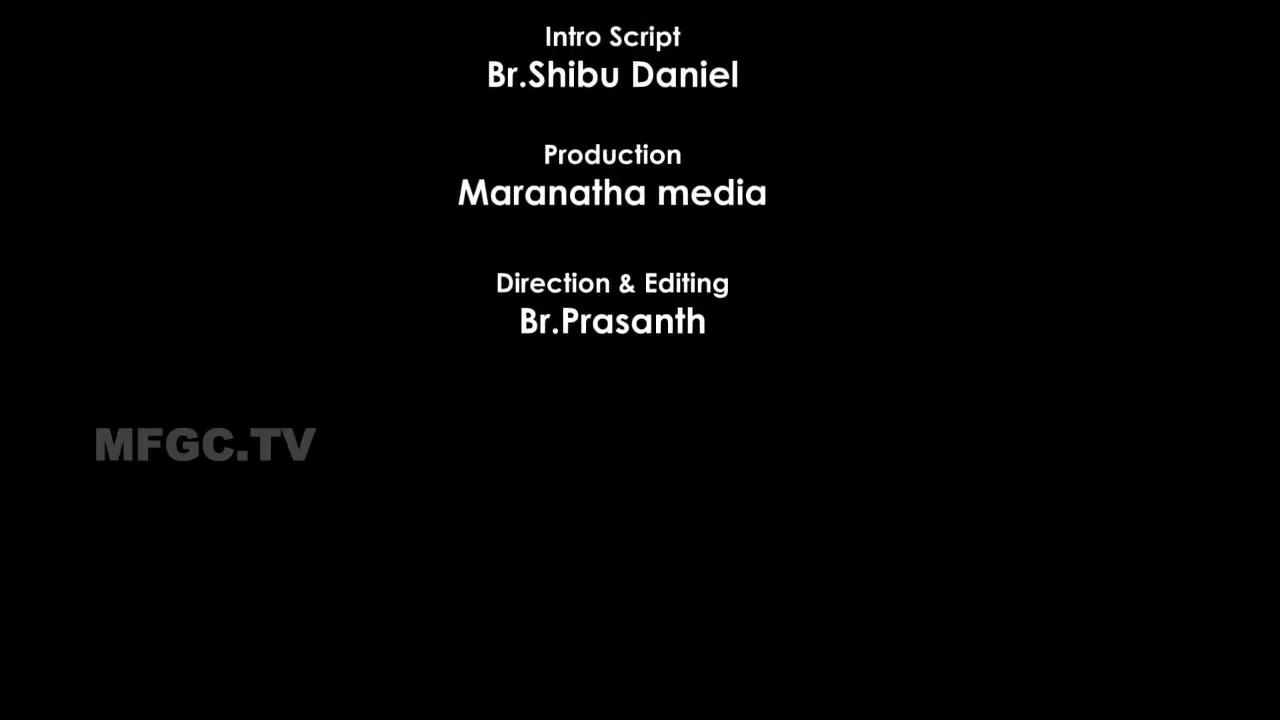 Intro Script
Br.Shibu Daniel
Production
Maranatha media
Direction & Editing
Br.Prasanth
MFGC.TV